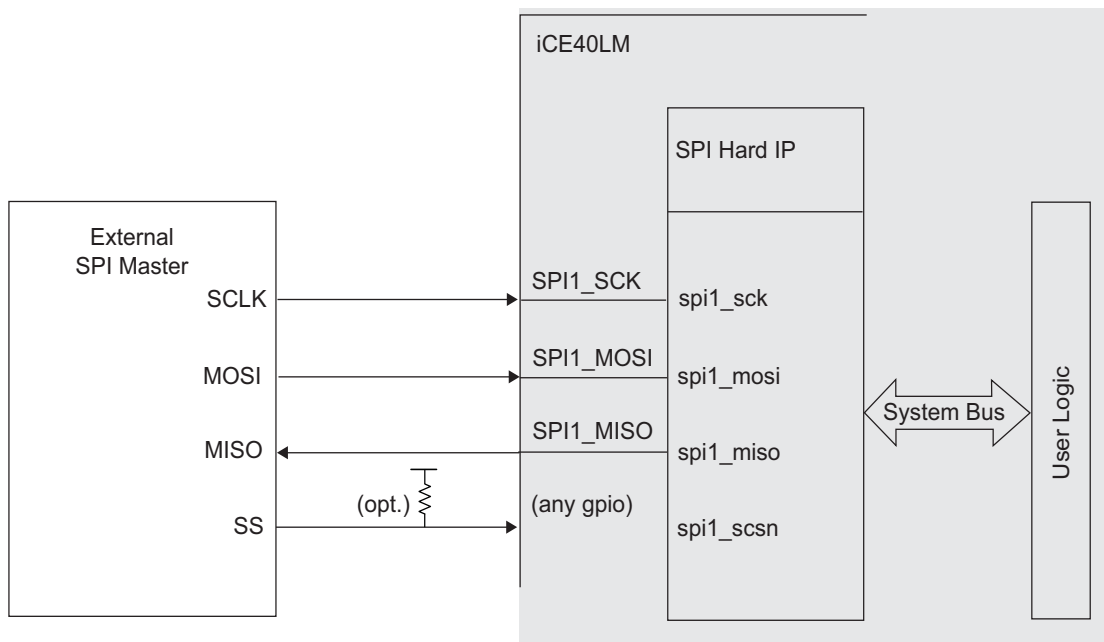 iCE40LM
SPI Hard IP
External
SPI Master
SCLK
SPI1_SCK
spi1_sck
MOSI
SPI1_MOSI
spi1_mosi
MISO
SPI1_MISO
spi1_miso
SS
(opt.)
(any gpio)
spi1_scsn
System Bus
User Logic